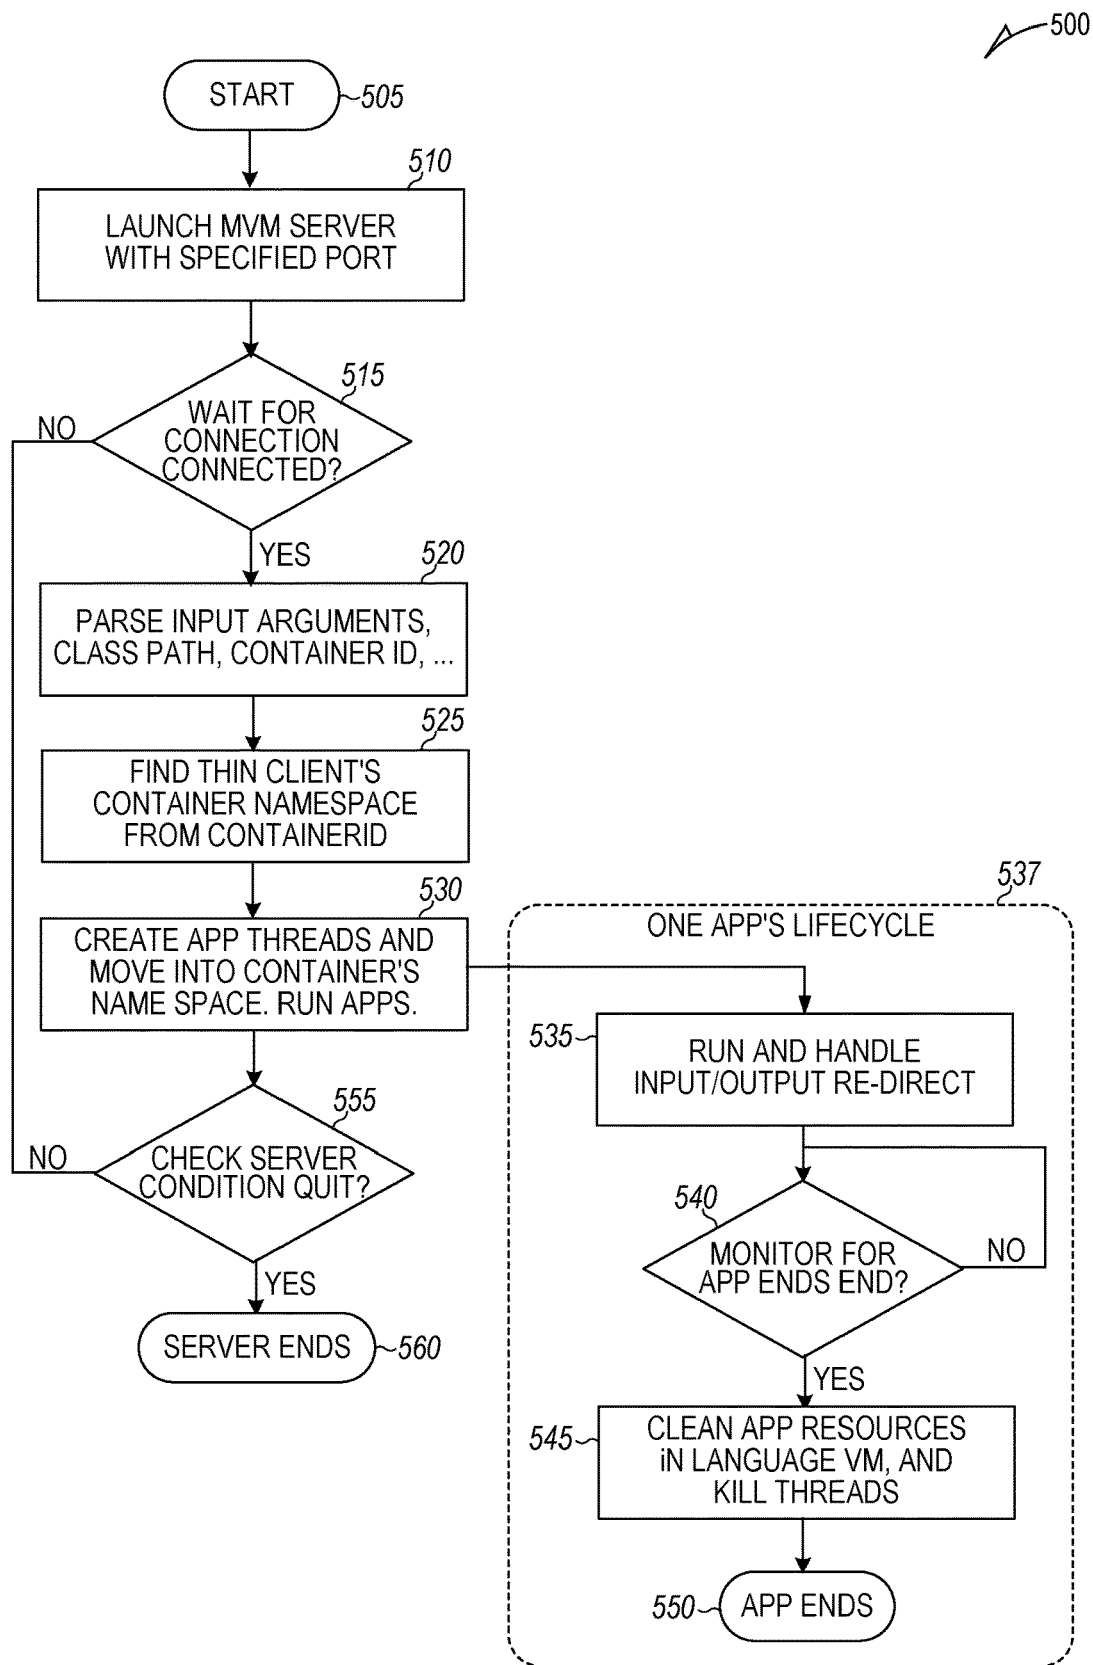 500
START
505
510
LAUNCH MVM SERVER
WITH SPECIFIED PORT
515
WAIT FOR
CONNECTION
CONNECTED?
NO
YES
520
PARSE INPUT ARGUMENTS,
CLASS PATH, CONTAINER ID, ...
525
FIND THIN CLIENT'S
CONTAINER NAMESPACE
FROM CONTAINERID
530
CREATE APP THREADS AND
MOVE INTO CONTAINER'S
NAME SPACE. RUN APPS.
555
CHECK SERVER
CONDITION QUIT?
NO
YES
SERVER ENDS
560
537
ONE APP'S LIFECYCLE
535
RUN AND HANDLE
INPUT/OUTPUT RE-DIRECT
540
MONITOR FOR
APP ENDS END?
NO
YES
545
CLEAN APP RESOURCES
iN LANGUAGE VM, AND
KILL THREADS
550
APP ENDS